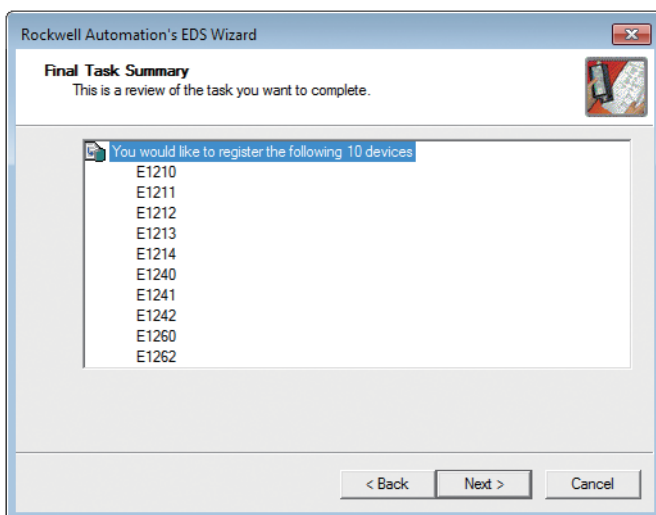 Rockwell Automation's EDS Wizard
Final Task Summary
This is a review of the task you want to complete.
You would like to register the following 10 devices
E1210
E1211
E1212
E1213
E1214
E1240
E1241
E1242
E1260
E1262
< Back Next > Cancel